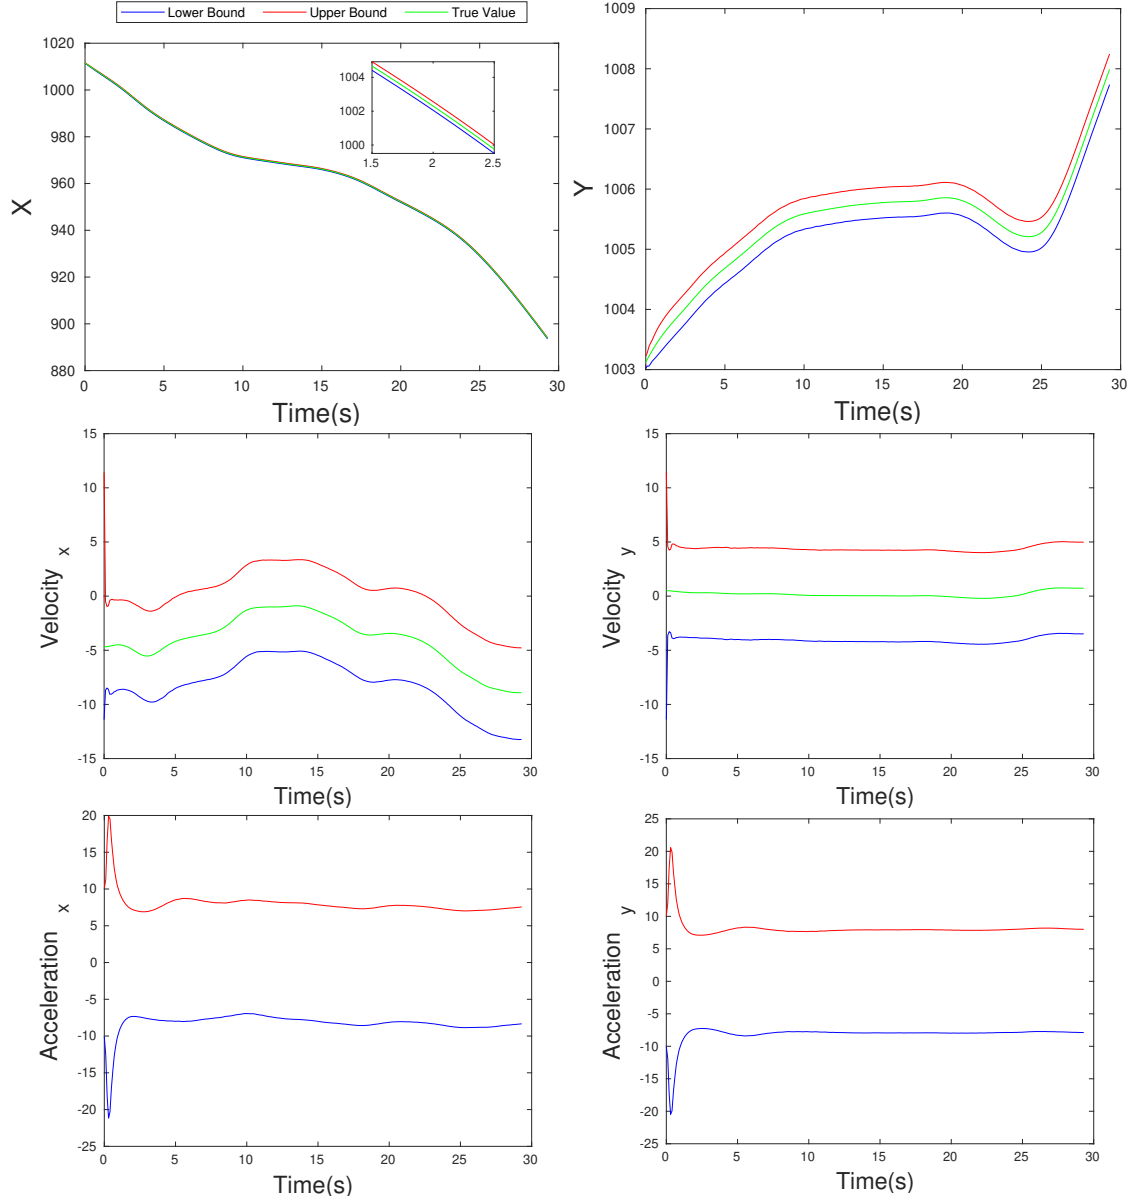 Lower Bound Upper Bound True Value
1020
1000
980
960
940
920
900
880
X
1004
1002
1000
1.5 2 2.5
0 5 10 15 20 25 30
Time(s)
1009
1008
1007
1006
1005
1004
1003
Y
0 5 10 15 20 25 30
Time(s)
15
10
5
0
-5
-10
-15
Velocity x
0 5 10 15 20 25 30
Time(s)
15
10
5
0
-5
-10
-15
Velocity y
0 5 10 15 20 25 30
Time(s)
20
15
10
5
0
-5
-10
-15
-20
-25
Acceleration x
0 5 10 15 20 25 30
Time(s)
25
20
15
10
5
0
-5
-10
-15
-20
-25
Acceleration y
0 5 10 15 20 25 30
Time(s)